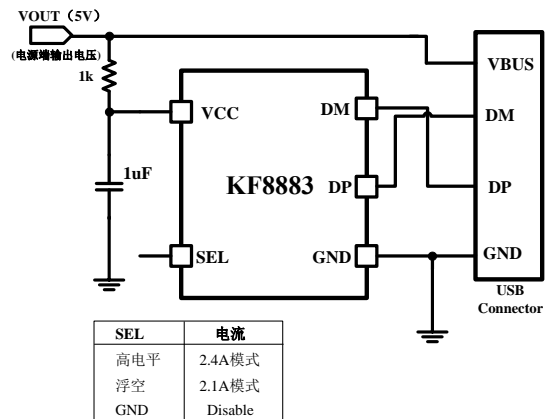 VOUT（5V）
(电源端输出电压)
1k
1uF
VCC
SEL
KF8883
DM
DP
GND
VBUS
DM
DP
GND
USB
Connector
SEL 电流
高电平 2.4A模式
浮空 2.1A模式
GND Disable